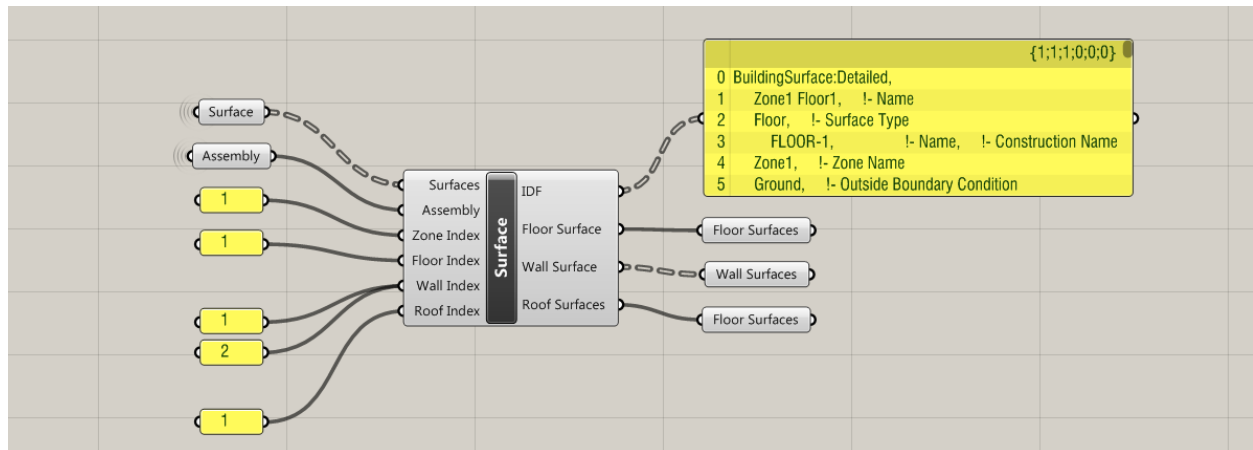 {1;1;1;0;0;0}
0 BuildingSurface:Detailed,
1 Zone1 Floor1, !- Name
2 Floor, !- Surface Type
3 FLOOR-1, !- Name, !- Construction Name
4 Zone1, !- Zone Name
5 Ground, !- Outside Boundary Condition
Surface
Assembly
1
1
1
2
1
Surfaces
Assembly
Zone Index
Floor Index
Wall Index
Roof Index
Surface
IDF
Floor Surface
Wall Surface
Roof Surfaces
Floor Surfaces
Wall Surfaces
Floor Surfaces